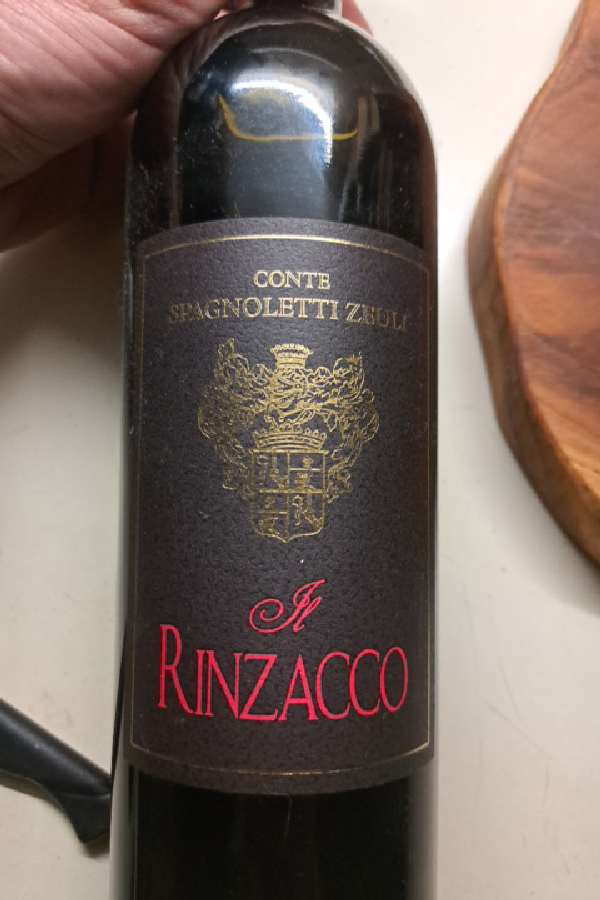 CONTE
SPAGNOLETTI ZEULI
Il
RINZACCO